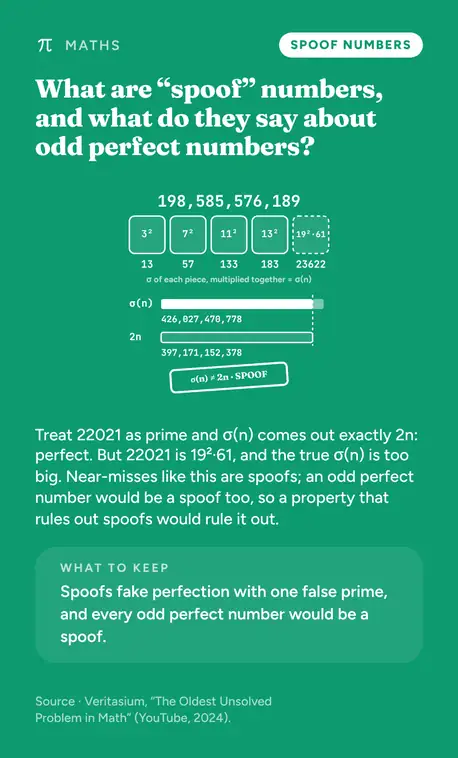 π MATHS
SPOOF NUMBERS
What are “spoof” numbers,
and what do they say about
odd perfect numbers?
198,585,576,189
3² 7² 11² 13² 19²·61
13 57 133 183 23622
σ of each piece, multiplied together = σ(n)
σ(n)
426,027,470,778
2n
397,171,152,378
σ(n) ≠ 2n · SPOOF
Treat 22021 as prime and σ(n) comes out exactly 2n:
perfect. But 22021 is 19²·61, and the true σ(n) is too
big. Near-misses like this are spoofs; an odd perfect
number would be a spoof too, so a property that
rules out spoofs would rule it out.
WHAT TO KEEP
Spoofs fake perfection with one false prime,
and every odd perfect number would be a
spoof.
Source · Veritasium, “The Oldest Unsolved
Problem in Math” (YouTube, 2024).